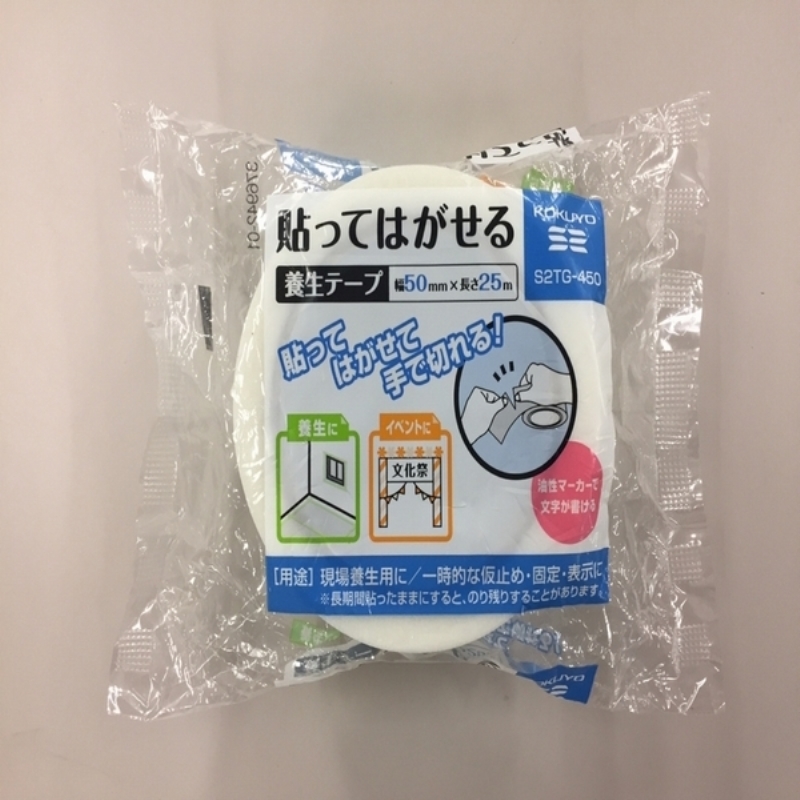 貼ってはがせる
KOKUYO
S2TG-450
養生テープ 幅50mm×長さ25m
貼って
はがせて
手で切れる!
養生に
イベントに
文化祭
油性マーカーで
文字が書ける
[用途] 現場養生用に/一時的な仮止め・固定・表示に
※長期間貼ったままにすると、のり残りすることがあります。
376942-01
KOKUYO